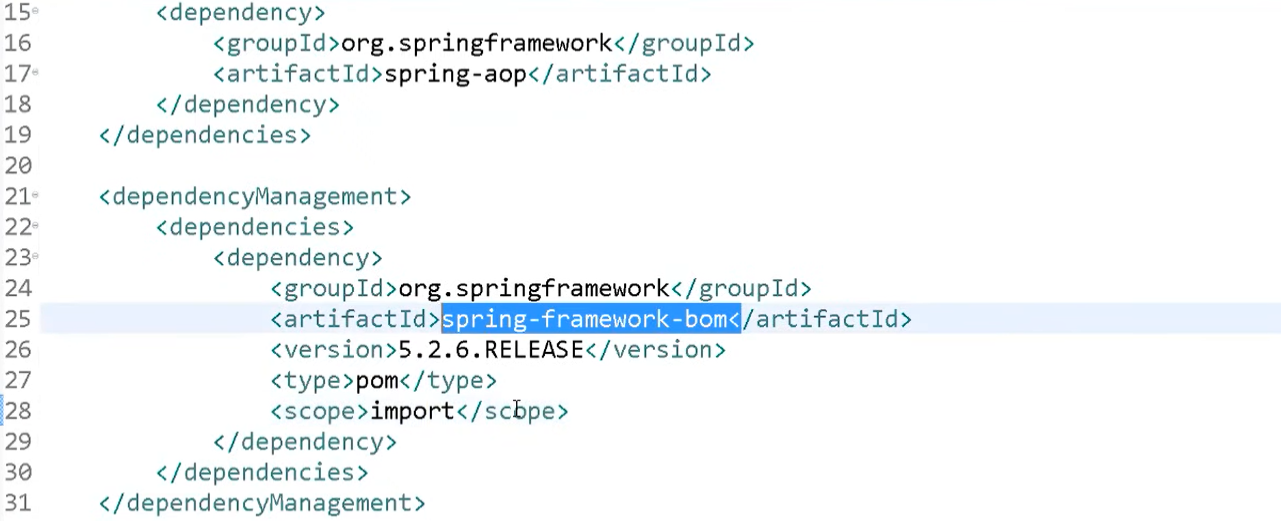 15 <dependency>
16 <groupId>org.springframework</groupId>
17 <artifactId>spring-aop</artifactId>
18 </dependency>
19 </dependencies>
20
21 <dependencyManagement>
22 <dependencies>
23 <dependency>
24 <groupId>org.springframework</groupId>
25 <artifactId>spring-framework-bom</artifactId>
26 <version>5.2.6.RELEASE</version>
27 <type>pom</type>
28 <scope>import</scope>
29 </dependency>
30 </dependencies>
31 </dependencyManagement>